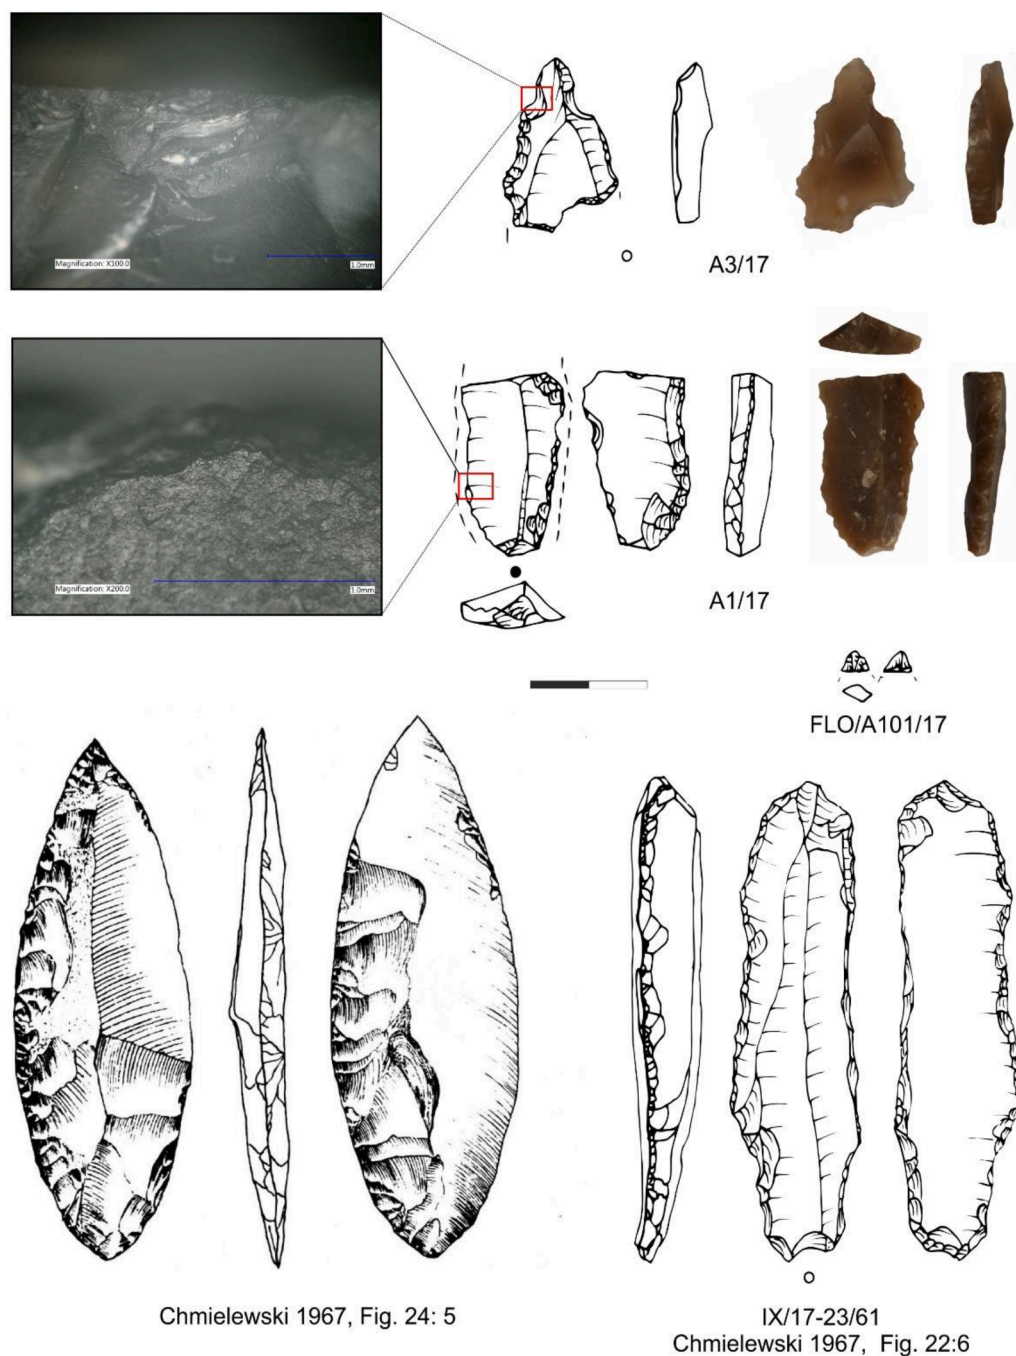 Magnification: X100.0
1.0mm
A3/17
Magnification: X200.0
1.0mm
A1/17
FLO/A101/17
Chmielewski 1967, Fig. 24: 5
IX/17-23/61
Chmielewski 1967, Fig. 22:6